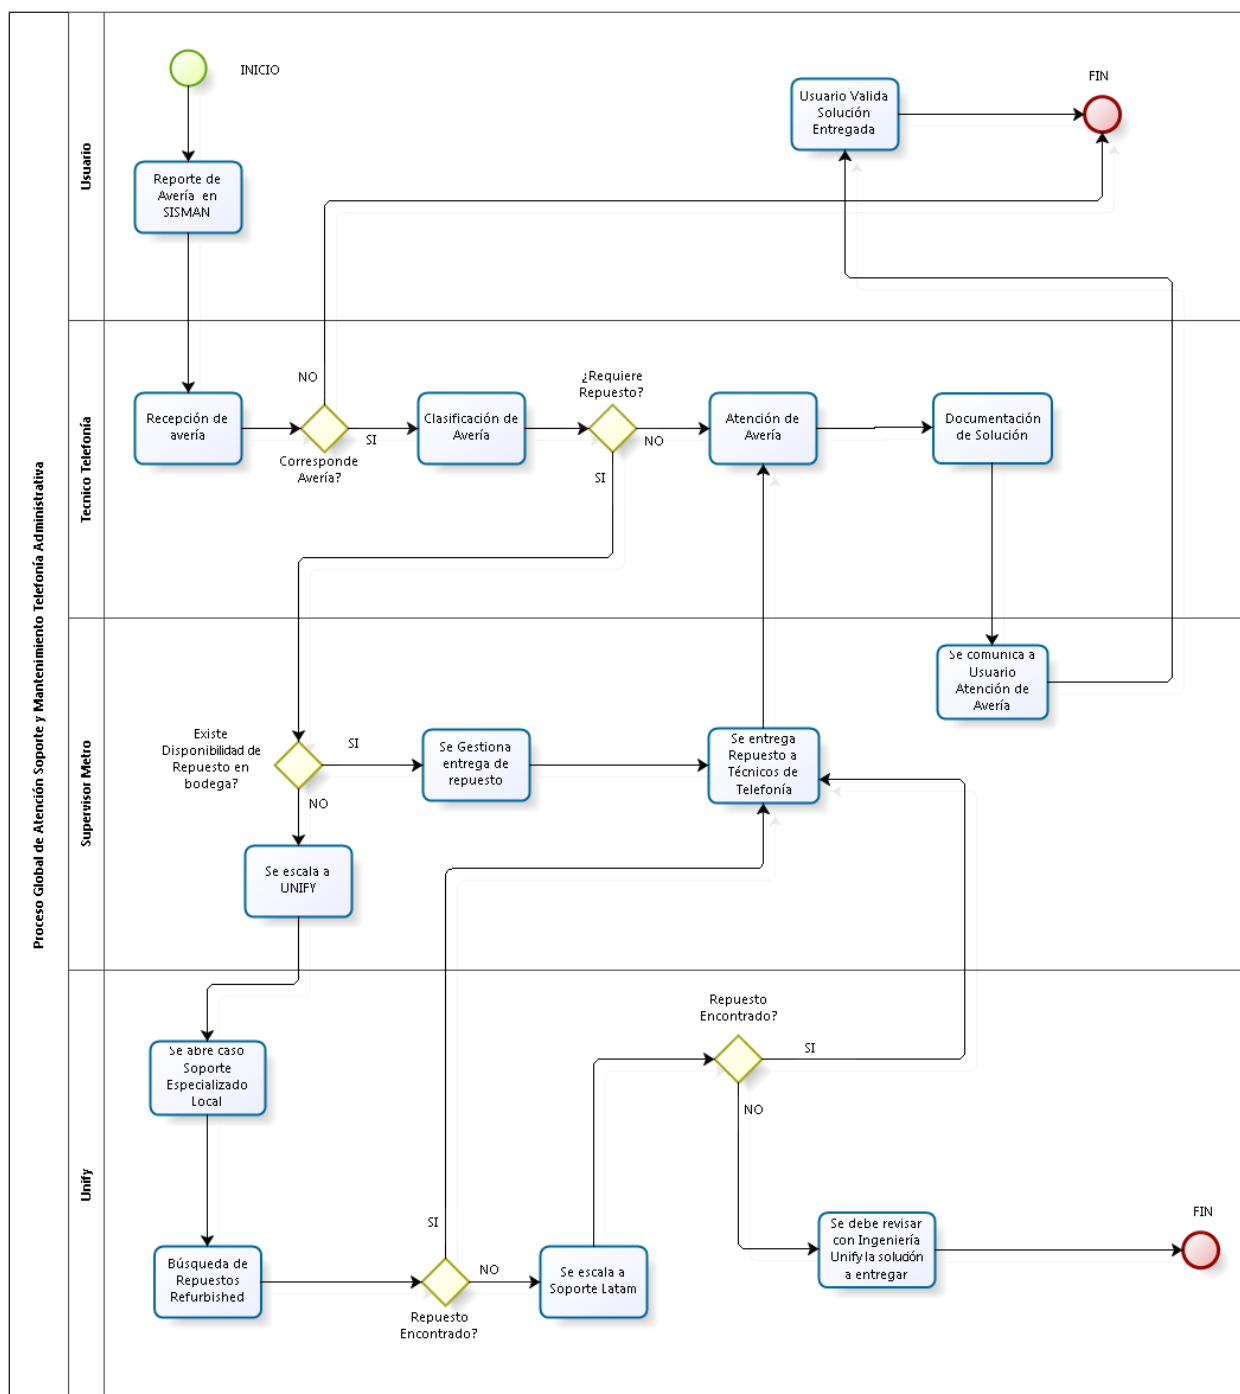 Proceso Global de Atención Soporte y Mantenimiento Telefonía Administrativa
Usuario
INICIO
Reporte de
Avería en
SISMAN
Usuario Valida
Solución
Entregada
FIN
Tecnico Telefonía
Recepción de
avería
NO
SI
Corresponde
Avería?
Clasificación de
Avería
¿Requiere
Repuesto?
NO
SI
Atención de
Avería
Documentación
de Solución
Supervisor Metro
Se comunica a
Usuario
Atención de
Avería
Existe
Disponibilidad de
Repuesto en
bodega?
SI
NO
Se Gestiona
entrega de
repuesto
Se entrega
Repuesto a
Técnicos de
Telefonía
Se escala a
UNIFY
Unify
Se abre caso
Soporte
Especializado
Local
Búsqueda de
Repuestos
Refurbished
SI
NO
Repuesto
Encontrado?
Se escala a
Soporte Latam
Repuesto
Encontrado?
SI
NO
Se debe revisar
con Ingeniería
Unify la solución
a entregar
FIN